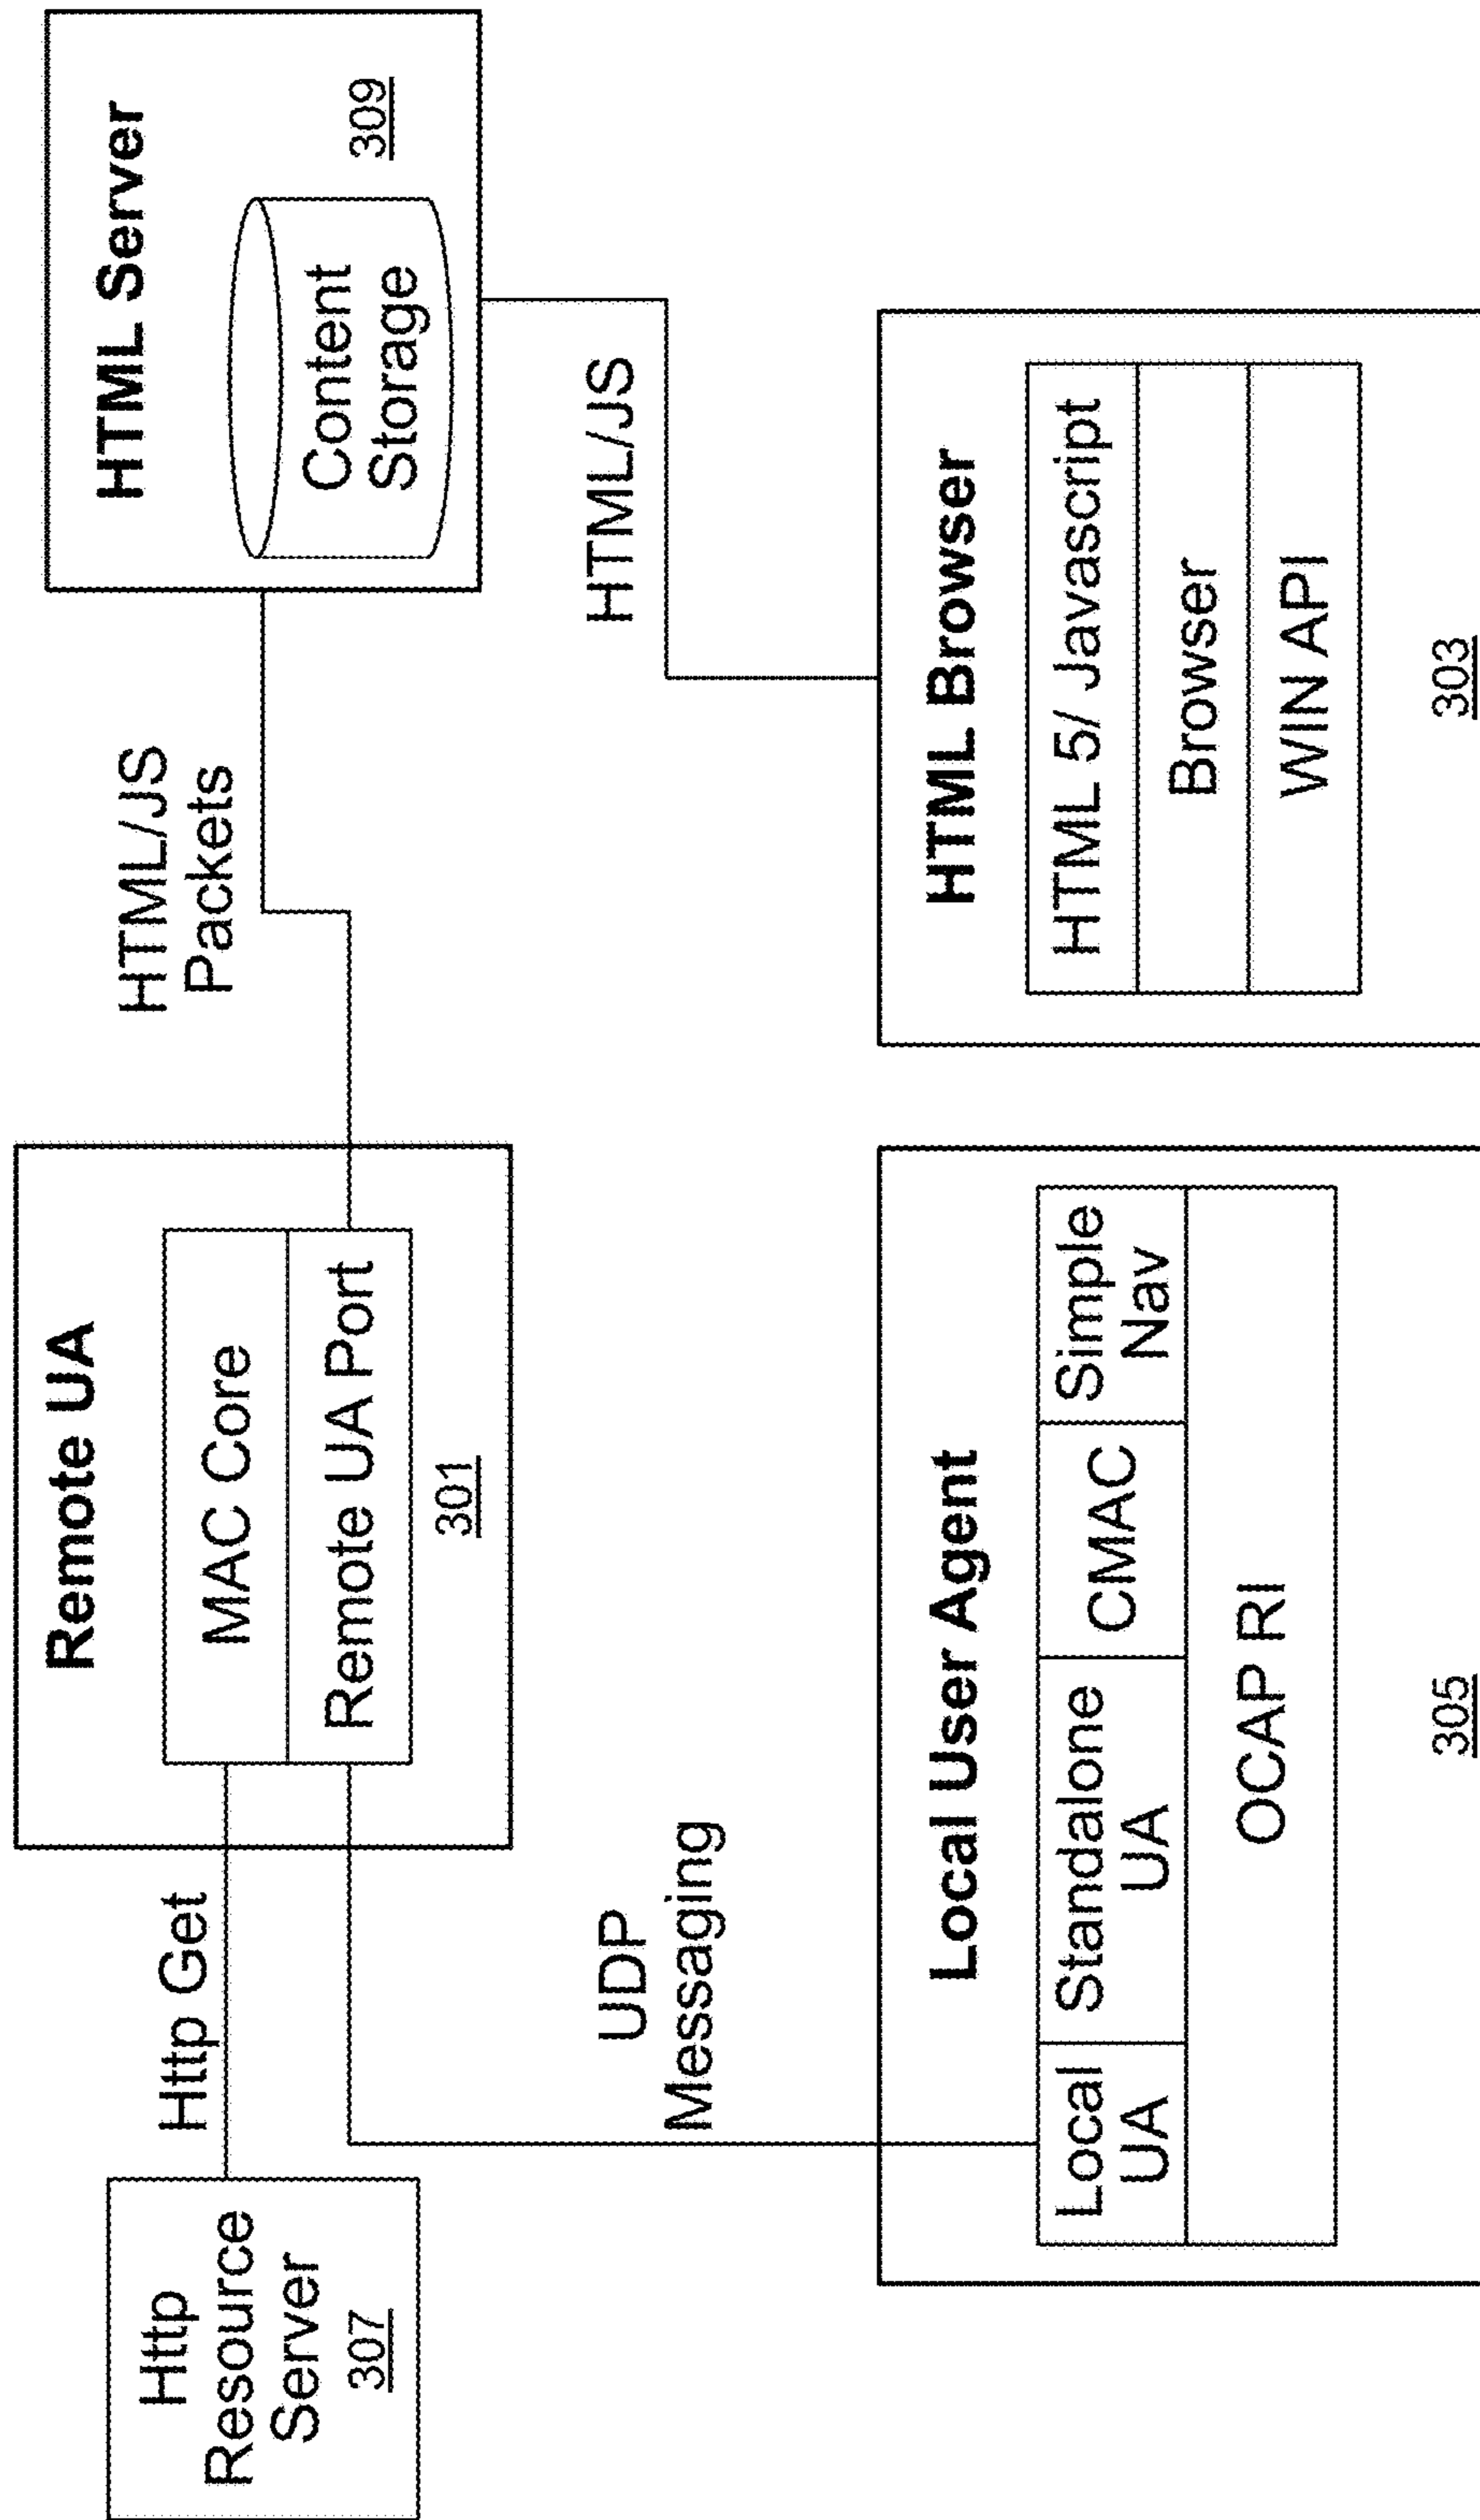 Http
Resource
Server
307
Http Get
Remote UA
MAC Core
Remote UA Port
301
HTML/JS
Packets
HTML Server
Content
Storage
309
UDP
Messaging
HTML/JS
Local User Agent
Local
UA
Standalone
UA
CMAC
Simple
Nav
OCAP RI
305
HTML Browser
HTML 5/ Javascript
Browser
WIN API
303